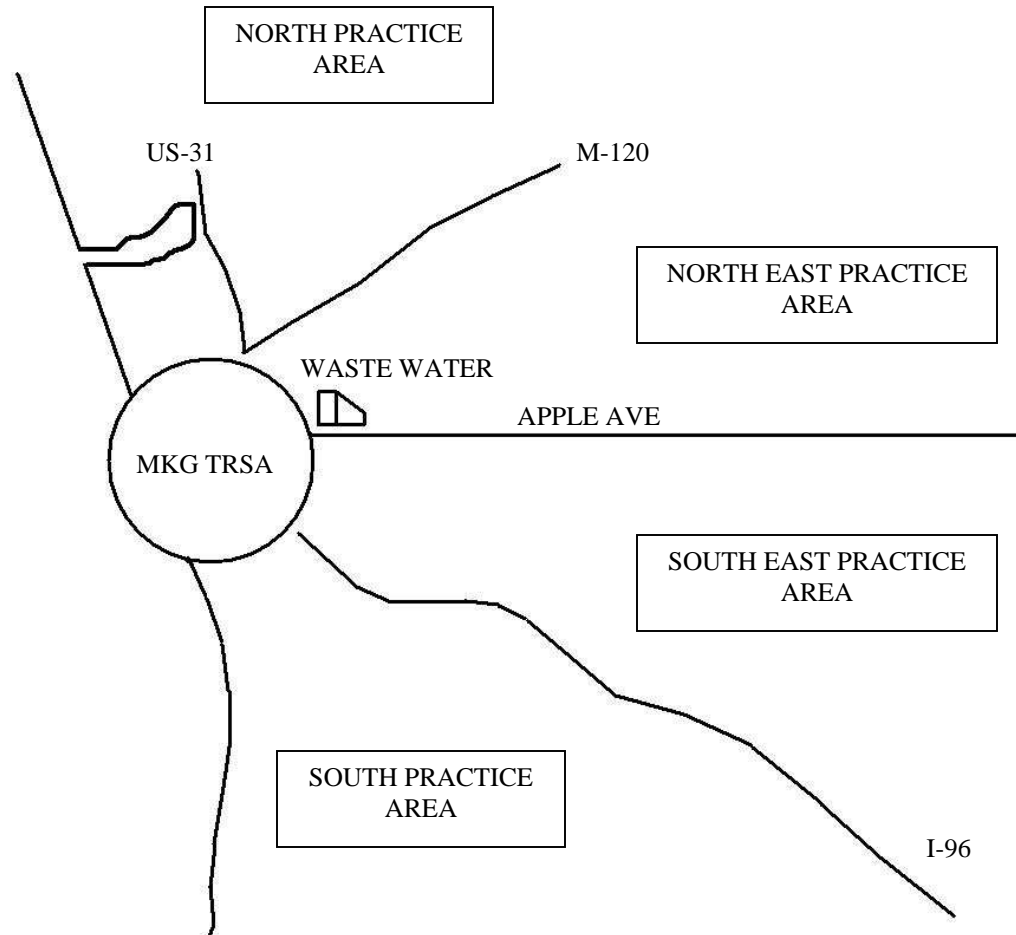 NORTH PRACTICE
AREA
US-31
M-120
NORTH EAST PRACTICE
AREA
WASTE WATER
APPLE AVE
MKG TRSA
SOUTH EAST PRACTICE
AREA
SOUTH PRACTICE
AREA
I-96